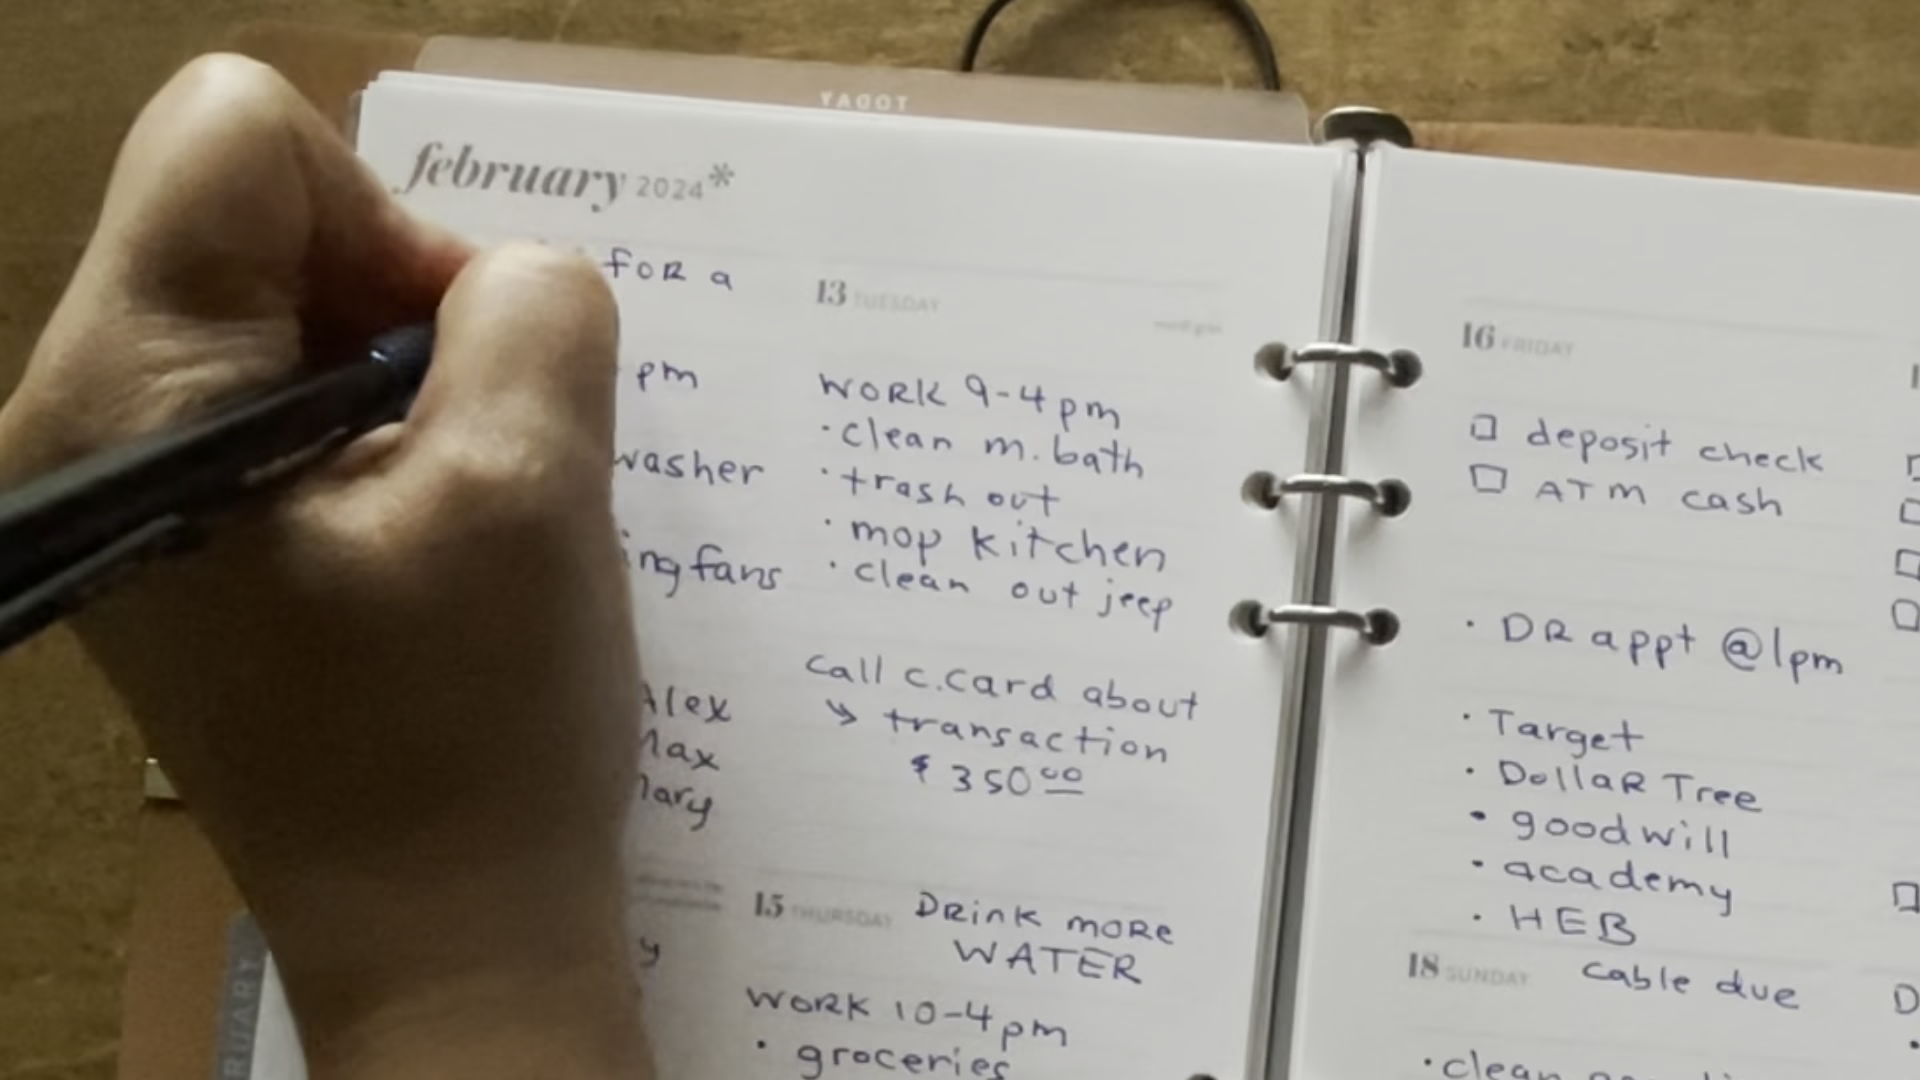 TODAY
february 2024*
for a
pm
washer
fans
Alex
Max
13 TUESDAY
WORK 9-4pm
·clean m. bath
·trash out
·mop kitchen
·clean out jeep
call c.card about
↘ transaction
$350 00
15 THURSDAY
Drink more
WATER
WORK 10-4pm
· groceries
16 FRIDAY
□ deposit check
□ ATM cash
· DR appt @1pm
· Target
· Dollar Tree
· goodwill
· academy
· HEB
18 SUNDAY
cable due
·clean
RUARY